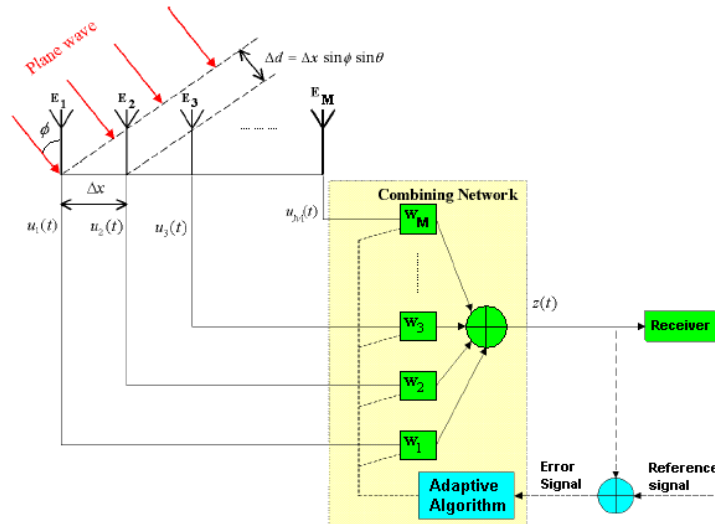 Plane wave
Δd = Δx sinϕ sinθ
E1
E2
E3
........
EM
ϕ
Δx
u1(t)
u2(t)
u3(t)
uM(t)
Combining Network
WM
........
W3
W2
W1
z(t)
Receiver
Adaptive
Algorithm
Error
Signal
Reference
signal